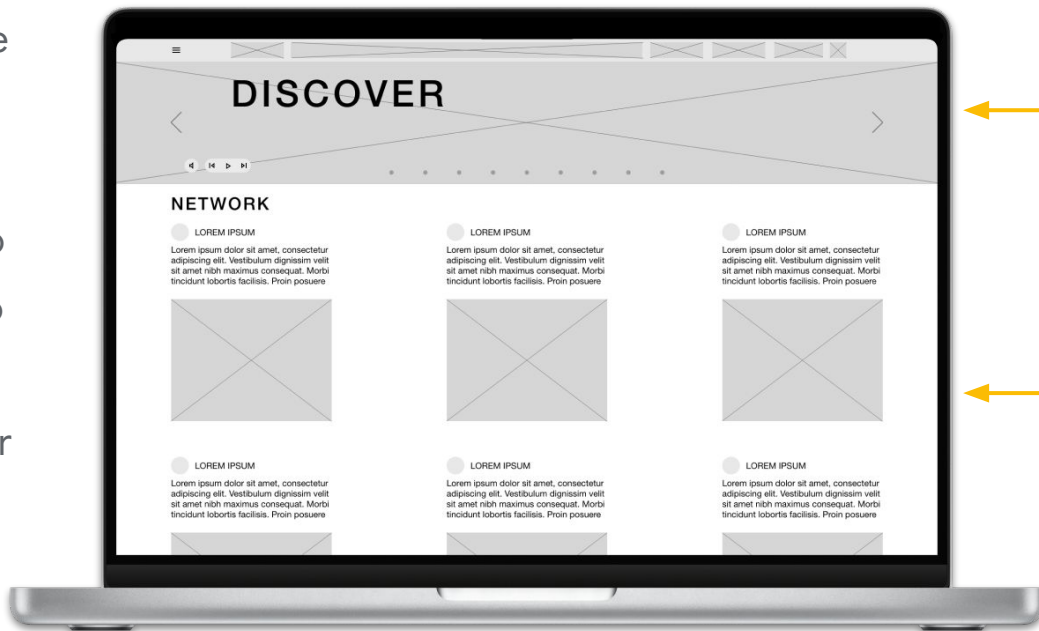 DISCOVER
NETWORK
LOREM IPSUM
Lorem ipsum dolor sit amet, consectetur
adipiscing elit. Vestibulum dignissim velit
sit amet nibh maximus consequat. Morbi
tincidunt lobortis facilisis. Proin posuere
LOREM IPSUM
Lorem ipsum dolor sit amet, consectetur
adipiscing elit. Vestibulum dignissim velit
sit amet nibh maximus consequat. Morbi
tincidunt lobortis facilisis. Proin posuere
LOREM IPSUM
Lorem ipsum dolor sit amet, consectetur
adipiscing elit. Vestibulum dignissim velit
sit amet nibh maximus consequat. Morbi
tincidunt lobortis facilisis. Proin posuere
LOREM IPSUM
Lorem ipsum dolor sit amet, consectetur
adipiscing elit. Vestibulum dignissim velit
sit amet nibh maximus consequat. Morbi
tincidunt lobortis facilisis. Proin posuere
LOREM IPSUM
Lorem ipsum dolor sit amet, consectetur
adipiscing elit. Vestibulum dignissim velit
sit amet nibh maximus consequat. Morbi
tincidunt lobortis facilisis. Proin posuere
LOREM IPSUM
Lorem ipsum dolor sit amet, consectetur
adipiscing elit. Vestibulum dignissim velit
sit amet nibh maximus consequat. Morbi
tincidunt lobortis facilisis. Proin posuere